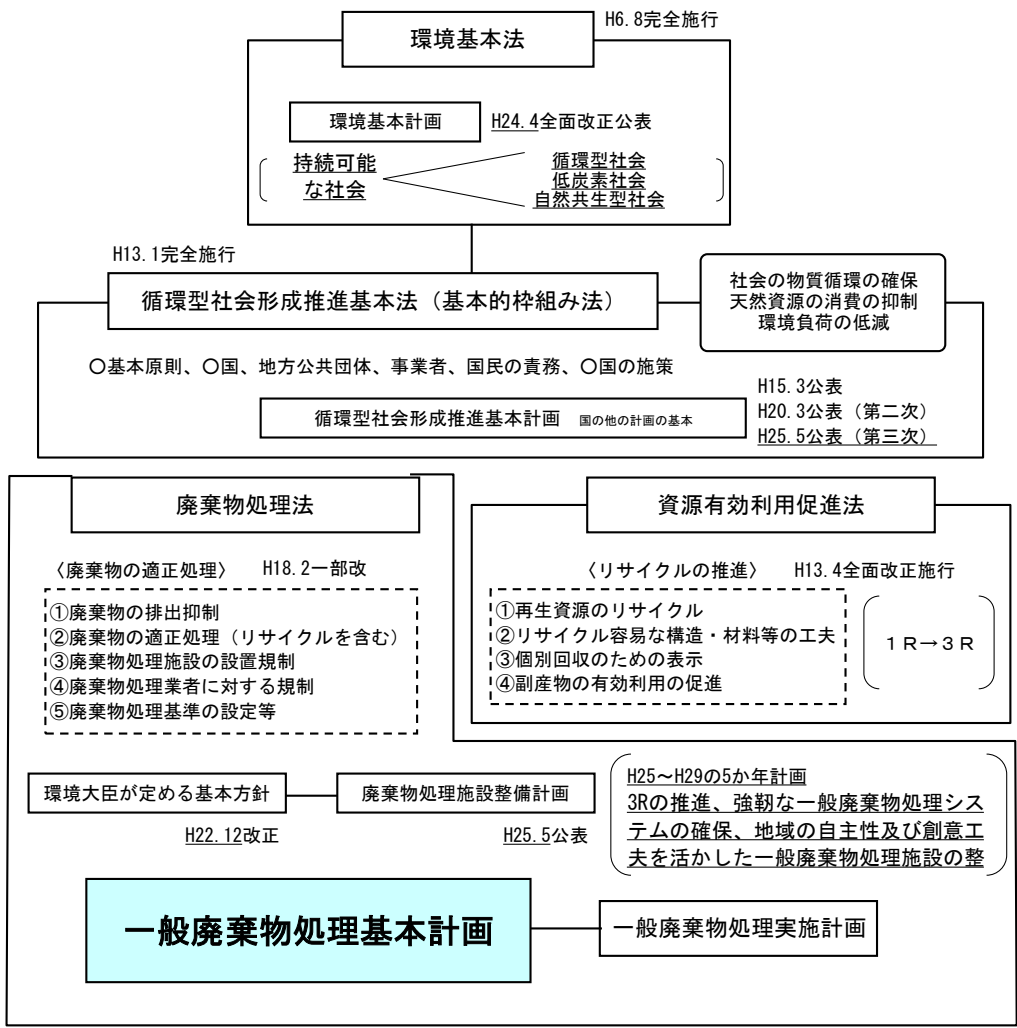 H6.8完全施行
環境基本法
環境基本計画
H24.4全面改正公表
持続可能
な社会
循環型社会
低炭素社会
自然共生型社会
H13.1完全施行
循環型社会形成推進基本法（基本的枠組み法）
社会の物質循環の確保
天然資源の消費の抑制
環境負荷の低減
〇基本原則、〇国、地方公共団体、事業者、国民の責務、〇国の施策
循環型社会形成推進基本計画 国の他の計画の基本
H15.3公表
H20.3公表（第二次）
H25.5公表（第三次）
廃棄物処理法
〈廃棄物の適正処理〉 H18.2一部改
①廃棄物の排出抑制
②廃棄物の適正処理（リサイクルを含む）
③廃棄物処理施設の設置規制
④廃棄物処理業者に対する規制
⑤廃棄物処理基準の設定等
資源有効利用促進法
〈リサイクルの推進〉 H13.4全面改正施行
①再生資源のリサイクル
②リサイクル容易な構造・材料等の工夫
③個別回収のための表示
④副産物の有効利用の促進
１Ｒ→３Ｒ
環境大臣が定める基本方針
H22.12改正
廃棄物処理施設整備計画
H25.5公表
H25～H29の5か年計画
3Rの推進、強靭な一般廃棄物処理シス
テムの確保、地域の自主性及び創意工
夫を活かした一般廃棄物処理施設の整
一般廃棄物処理基本計画
一般廃棄物処理実施計画